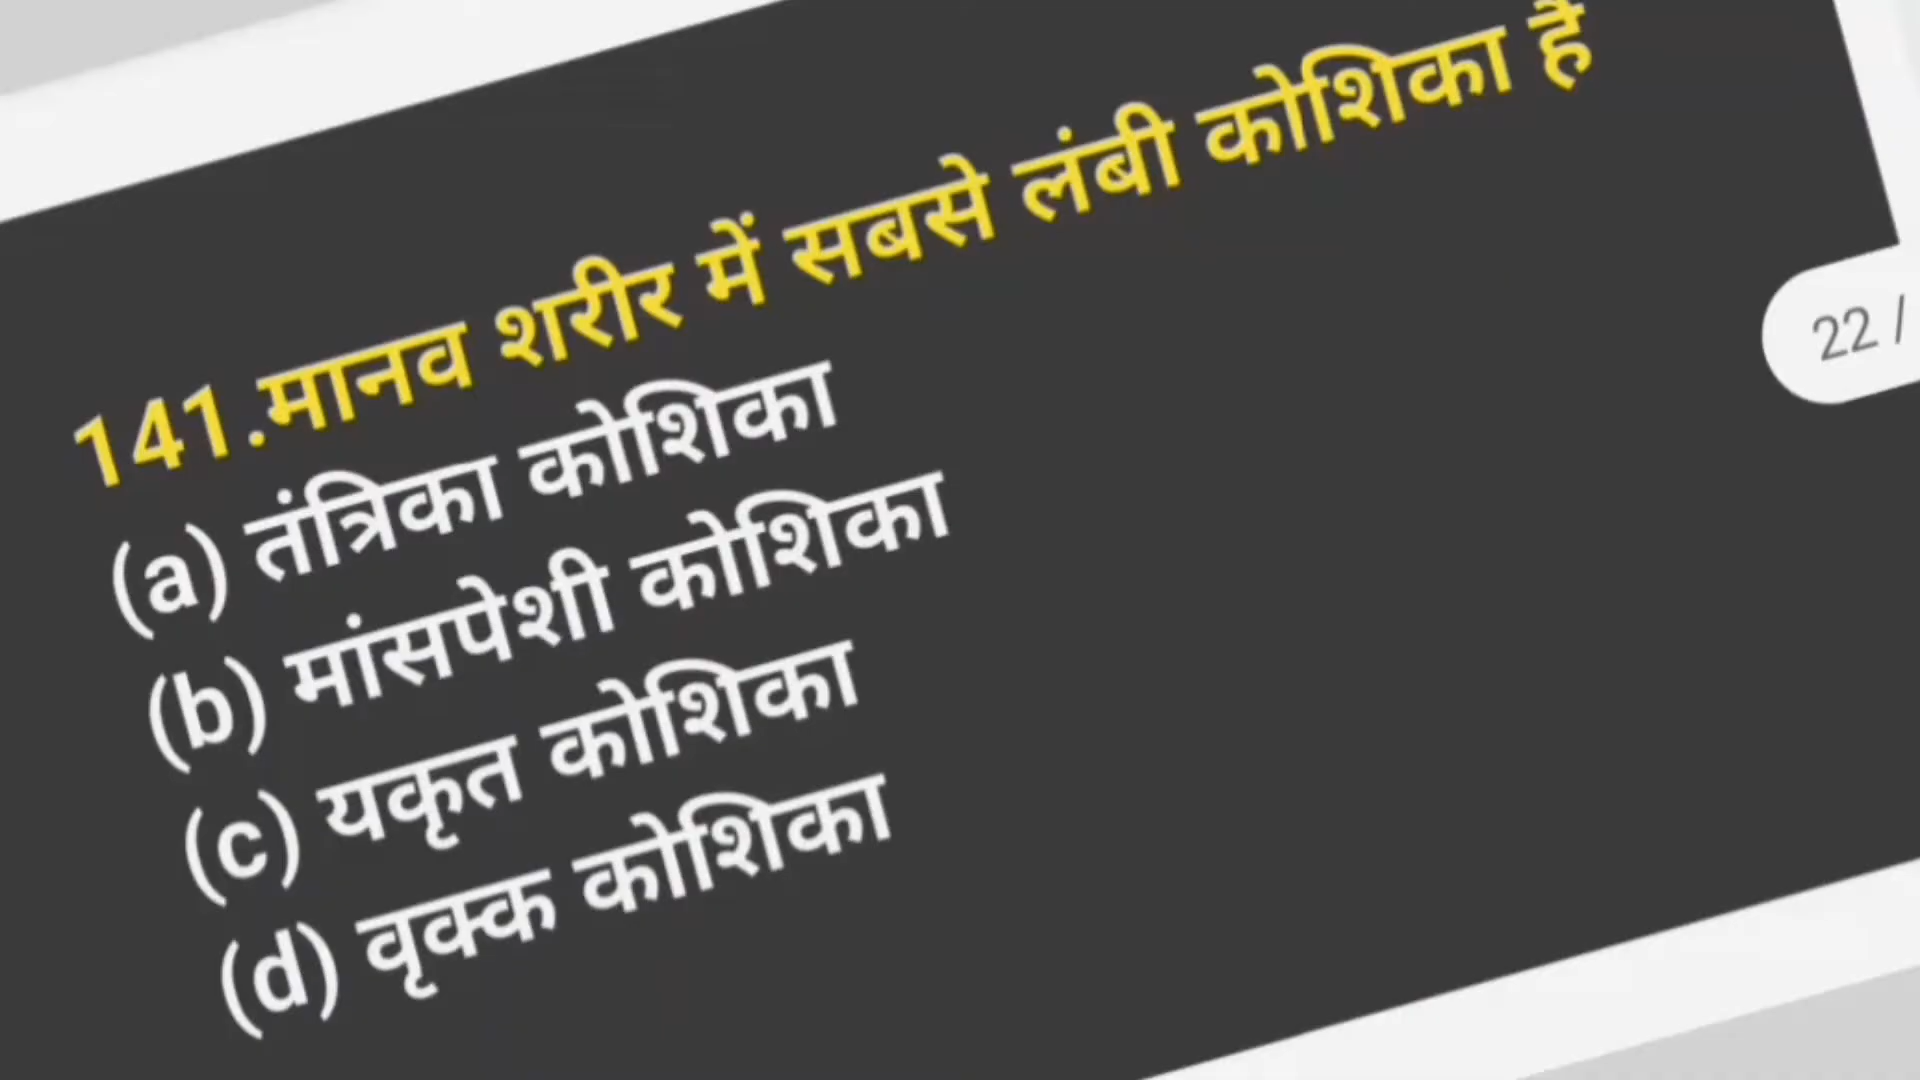 141.मानव शरीर में सबसे लंबी कोशिका है
(a) तंत्रिका कोशिका
(b) मांसपेशी कोशिका
(c) यकृत कोशिका
(d) वृक्क कोशिका
22 /